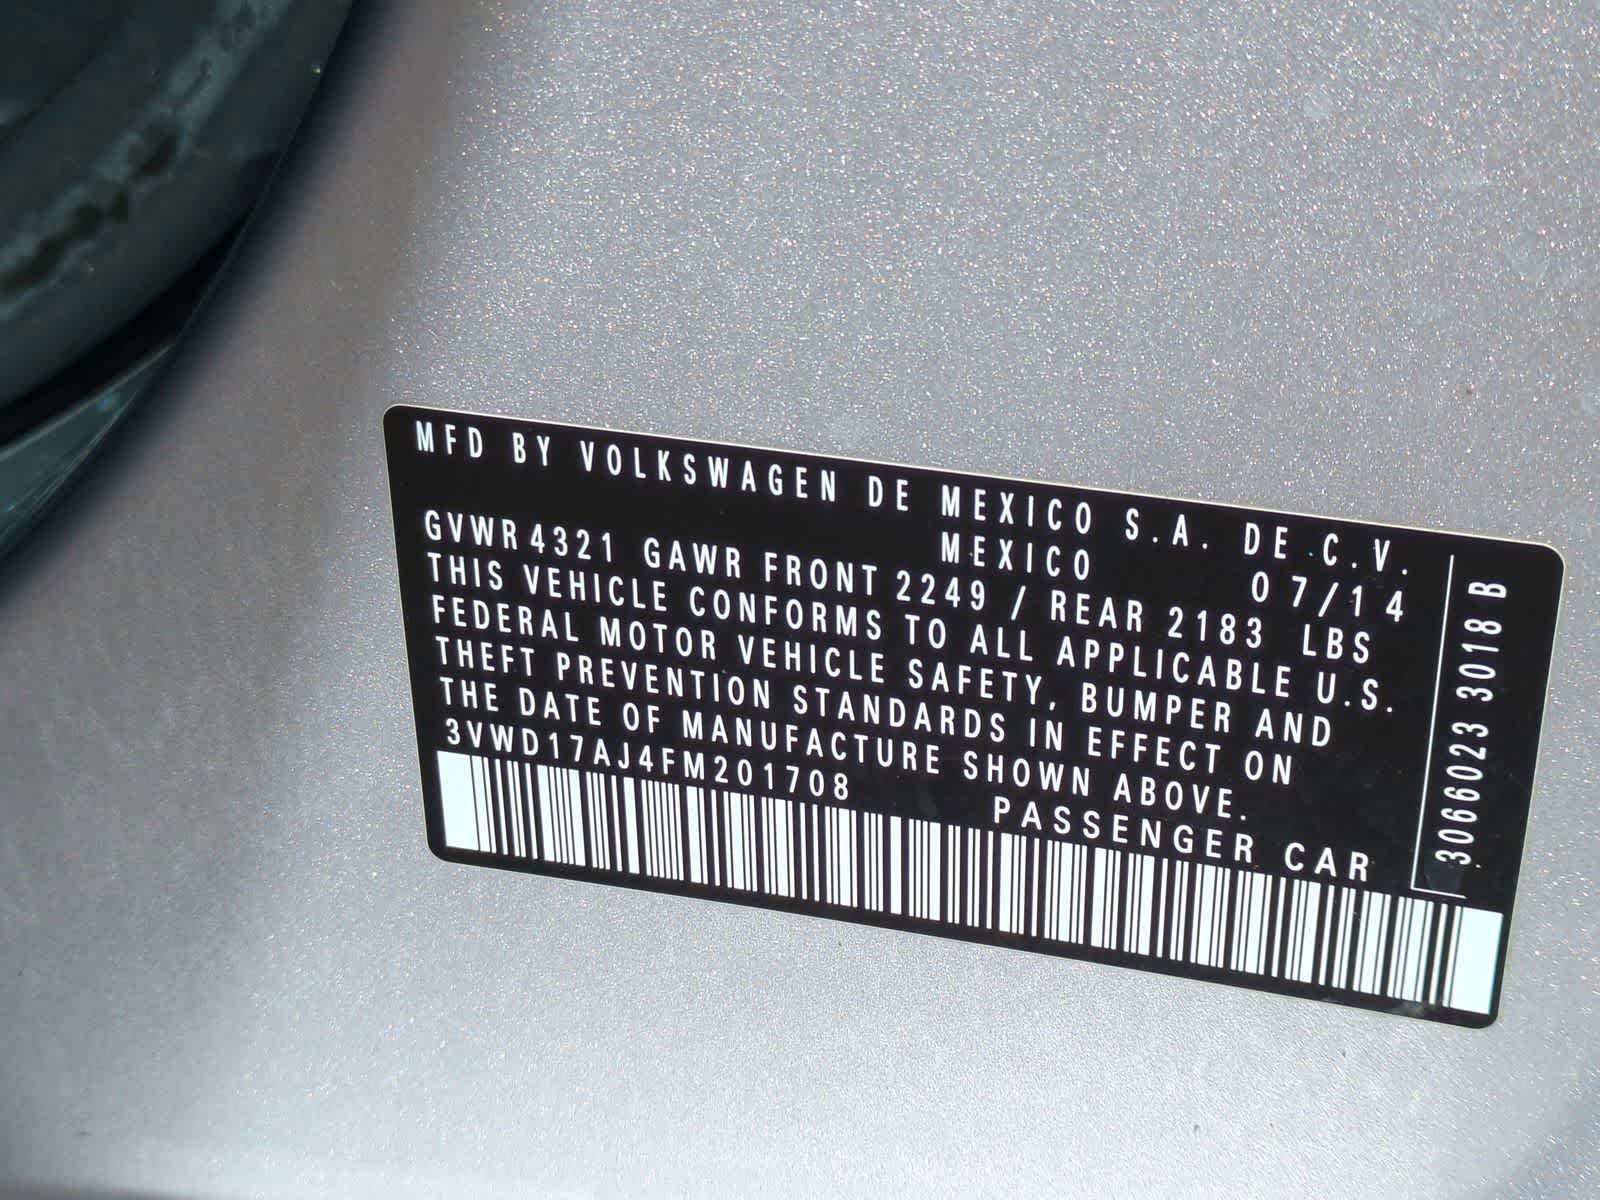 MFD BY VOLKSWAGEN DE MEXICO S.A. DE C.V.
MEXICO 07/14
GVWR 4321 GAWR FRONT 2249 / REAR 2183 LBS
THIS VEHICLE CONFORMS TO ALL APPLICABLE U.S.
FEDERAL MOTOR VEHICLE SAFETY, BUMPER AND
THEFT PREVENTION STANDARDS IN EFFECT ON
THE DATE OF MANUFACTURE SHOWN ABOVE.
3VWD17AJ4FM201708 PASSENGER CAR
3066023 3018 B